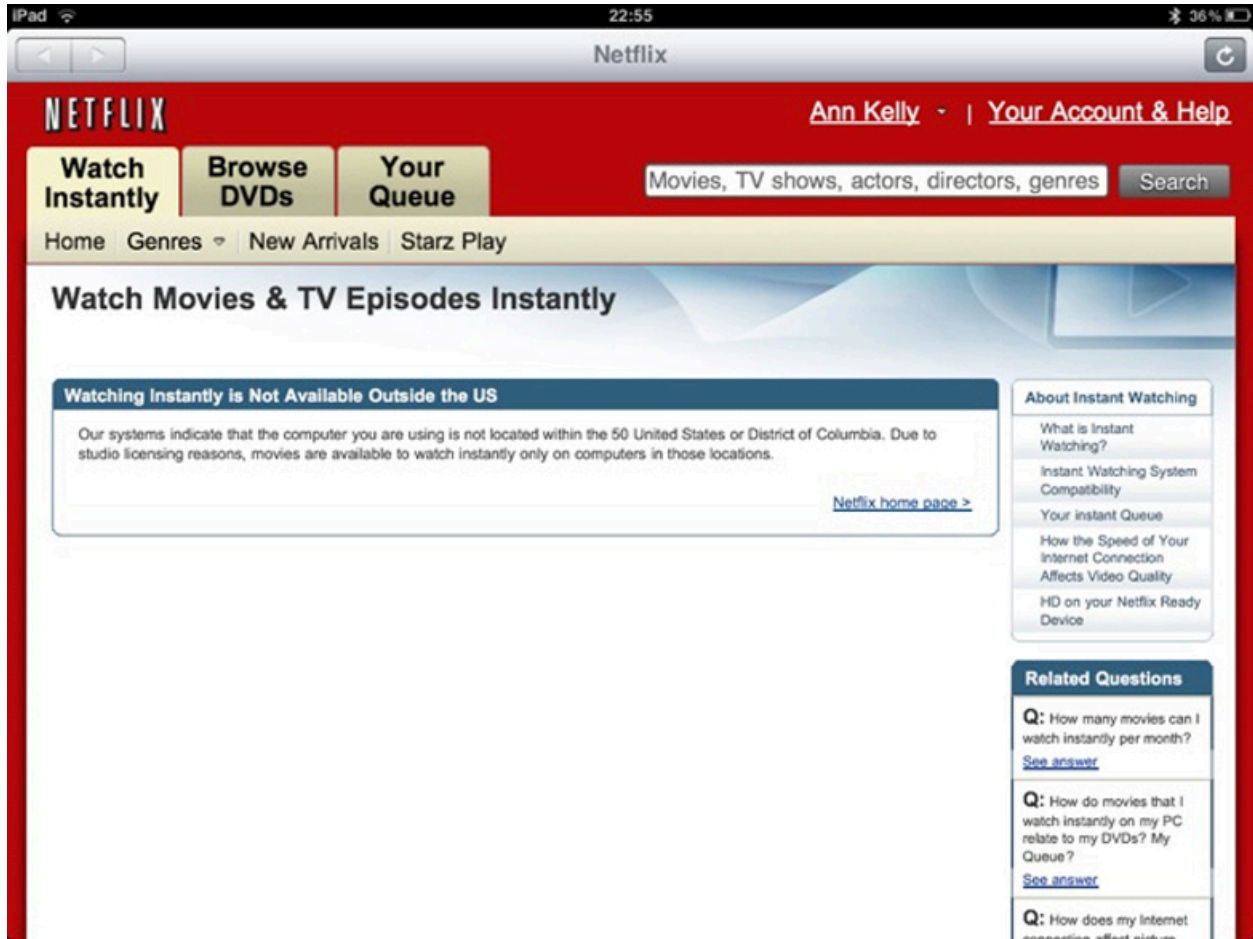 iPad 22:55 36%
Netflix
NETFLIX
Ann Kelly | Your Account & Help
Watch Instantly
Browse DVDs
Your Queue
Movies, TV shows, actors, directors, genres Search
Home Genres New Arrivals Starz Play
Watch Movies & TV Episodes Instantly
Watching Instantly is Not Available Outside the US
Our systems indicate that the computer you are using is not located within the 50 United States or District of Columbia. Due to
studio licensing reasons, movies are available to watch instantly only on computers in those locations.
Netflix home page >
About Instant Watching
What is Instant
Watching?
Instant Watching System
Compatibility
Your instant Queue
How the Speed of Your
Internet Connection
Affects Video Quality
HD on your Netflix Ready
Device
Related Questions
Q: How many movies can I
watch instantly per month?
See answer
Q: How do movies that I
watch instantly on my PC
relate to my DVDs? My
Queue?
See answer
Q: How does my Internet
connection affect picture